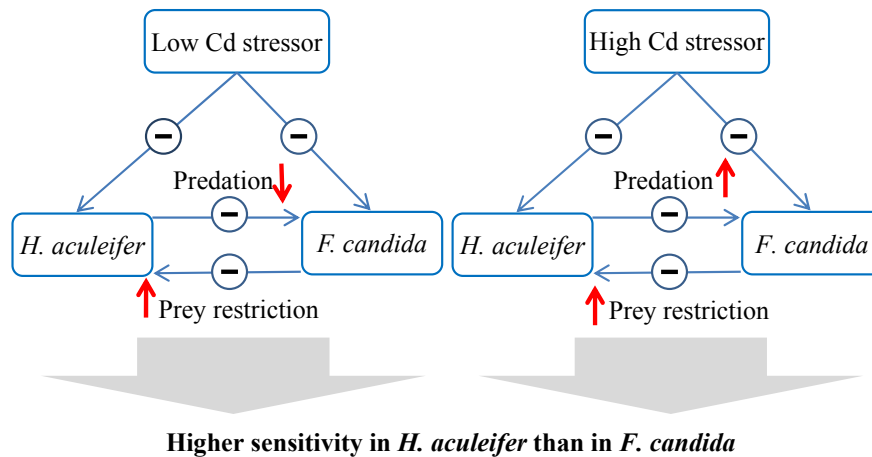 Low Cd stressor
High Cd stressor
−
−
−
−
Predation
Predation
−
−
H. aculeifer
F. candida
H. aculeifer
F. candida
−
−
Prey restriction
Prey restriction
Higher sensitivity in H. aculeifer than in F. candida